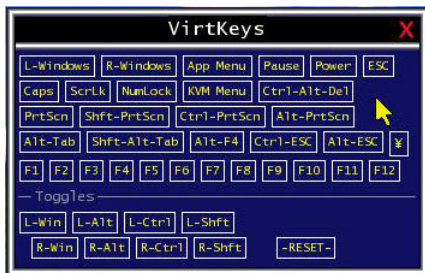 VirtKeys X
L-Windows R-Windows App Menu Pause Power ESC
Caps ScrLk NumLock KVM Menu Ctrl-Alt-Del
PrtScn Shft-PrtScn Ctrl-PrtScn Alt-PrtScn
Alt-Tab Shft-Alt-Tab Alt-F4 Ctrl-ESC Alt-ESC ¥
F1 F2 F3 F4 F5 F6 F7 F8 F9 F10 F11 F12
Toggles
L-Win L-Alt L-Ctrl L-Shft
R-Win R-Alt R-Ctrl R-Shft -RESET-